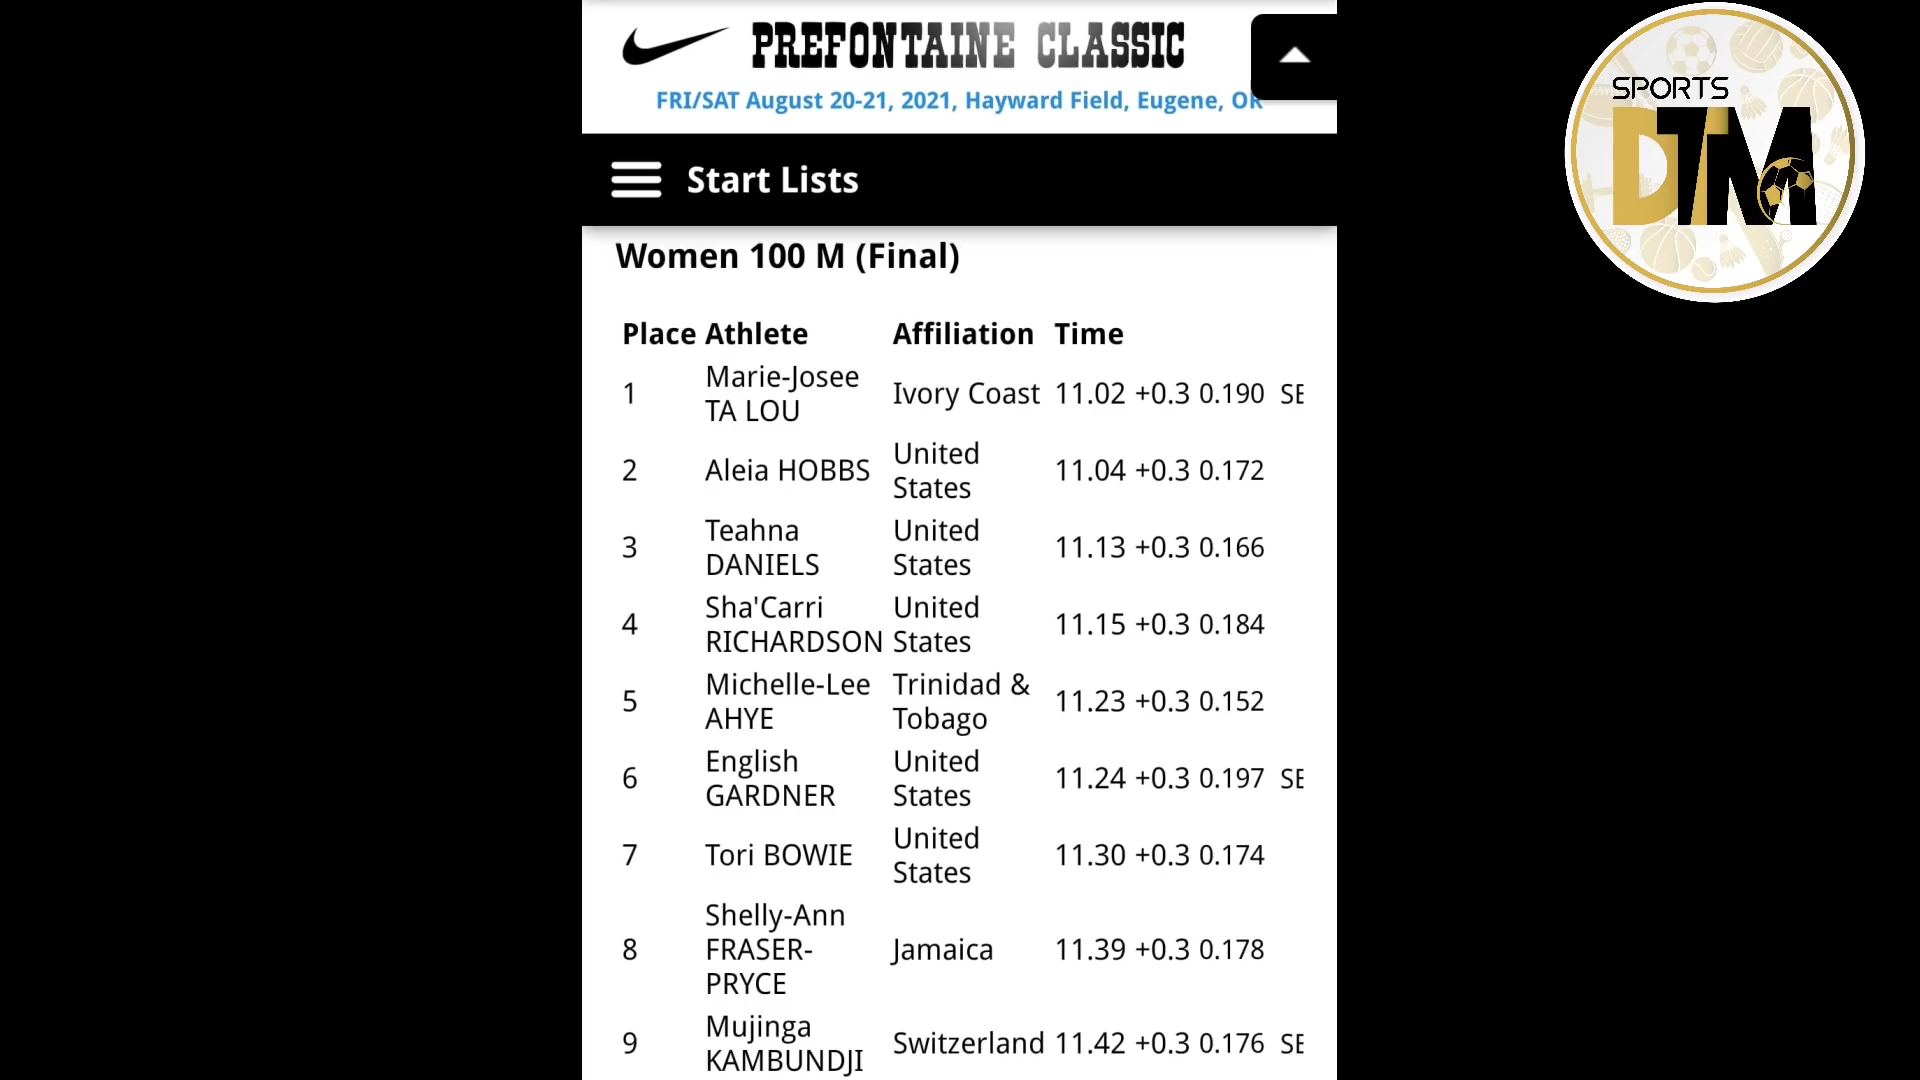 PREFONTAINE CLASSIC
FRI/SAT August 20-21, 2021, Hayward Field, Eugene, OR
SPORTS
DTM
Start Lists
Women 100 M (Final)
Place Athlete Affiliation Time
1 Marie-Josee TA LOU Ivory Coast 11.02 +0.3 0.190 SE
2 Aleia HOBBS United States 11.04 +0.3 0.172
3 Teahna DANIELS United States 11.13 +0.3 0.166
4 Sha'Carri RICHARDSON United States 11.15 +0.3 0.184
5 Michelle-Lee AHYE Trinidad & Tobago 11.23 +0.3 0.152
6 English GARDNER United States 11.24 +0.3 0.197 SE
7 Tori BOWIE United States 11.30 +0.3 0.174
8 Shelly-Ann FRASER-PRYCE Jamaica 11.39 +0.3 0.178
9 Mujinga KAMBUNDJI Switzerland 11.42 +0.3 0.176 SE